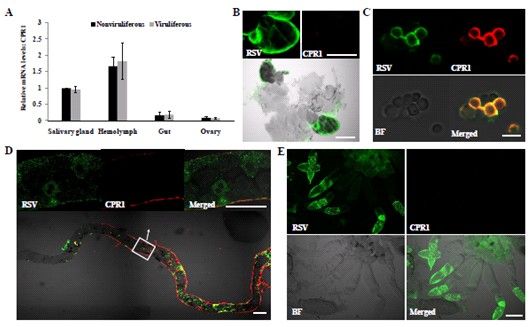 A
Relative mRNA levels: CPR1
■Nonviruliferous ■Viruliferous
3
2.5
2
1.5
1
0.5
0
Salivary gland Hemolymph Gut Ovary
B
RSV CPR1
C
RSV CPR1
BF Merged
D
RSV CPR1 Merged
E
RSV CPR1
BF Merged